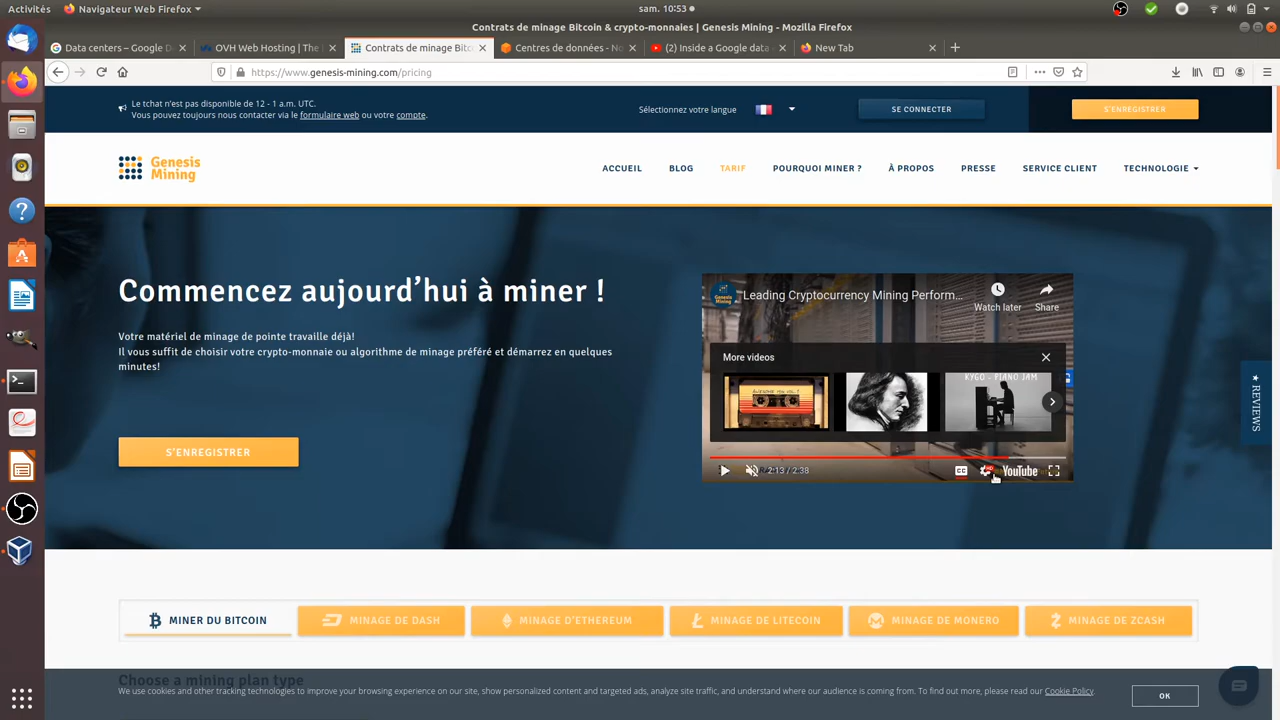 Activités
Firefox Web Browser
sam. 10:53
Contrats de minage Bitcoin & crypto-monnaies | Genesis Mining - Mozilla Firefox
Data centers – Google D
OVH Web Hosting | The
Contrats de minage Bitco
Centres de données - No
(2) Inside a Google data
New Tab
https://www.genesis-mining.com/pricing
Le tchat n'est pas disponible de 12 - 1 a.m. UTC.
Vous pouvez toujours nous contacter via le formulaire web ou votre compte.
Sélectionnez votre langue
SE CONNECTER
S'ENREGISTRER
Genesis
Mining
ACCUEIL
BLOG
TARIF
POURQUOI MINER ?
À PROPOS
PRESSE
SERVICE CLIENT
TECHNOLOGIE
Commencez aujourd'hui à miner !
Votre matériel de minage de pointe travaille déjà!
Il vous suffit de choisir votre crypto-monnaie ou algorithme de minage préféré et démarrez en quelques
minutes!
S'ENREGISTRER
Genesis
Mining
Leading Cryptocurrency Mining Perform...
Watch later
Share
More videos
KYGO - PIANO JAM
2:13 / 2:38
CC
HD
YouTube
★ REVIEWS
MINER DU BITCOIN
MINAGE DE DASH
MINAGE D'ETHEREUM
MINAGE DE LITECOIN
MINAGE DE MONERO
MINAGE DE ZCASH
Choose a mining plan type
We use cookies and other tracking technologies to improve your browsing experience on our site, show personalized content and targeted ads, analyze site traffic, and understand where our audience is coming from. To find out more, please read our Cookie Policy.
OK